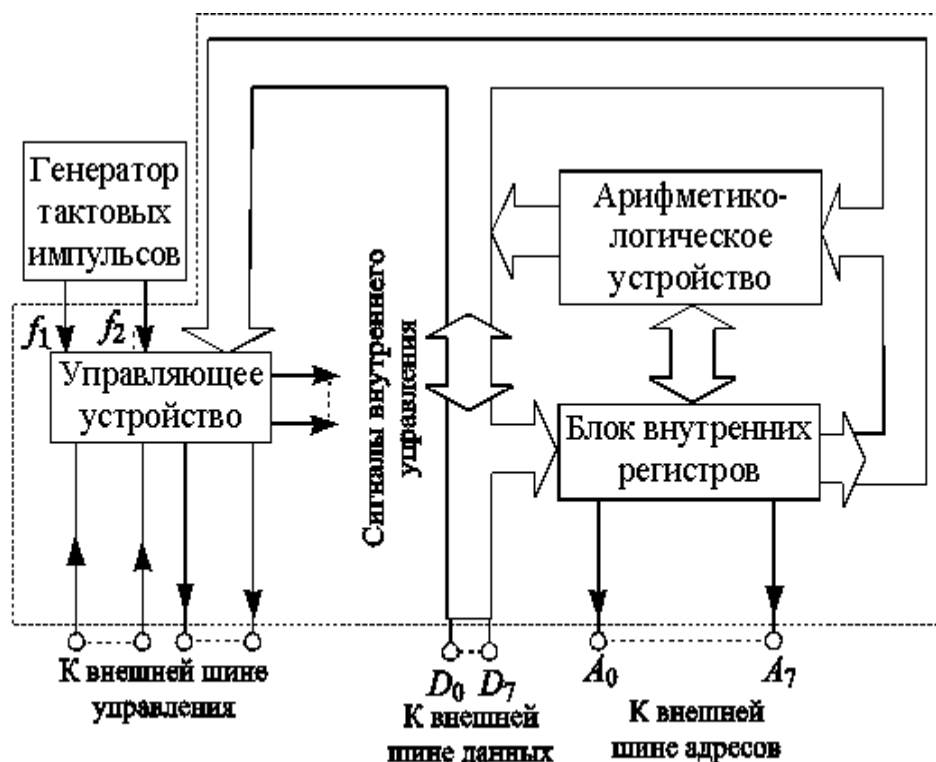 Генератор
тактовых
импульсов
Арифметико-
логическое
устройство
f1
f2
Управляющее
устройство
Сигналы внутреннего
управления
Блок внутренних
регистров
К внешней шине
управления
D0 D7
К внешней
шине данных
A0
A7
К внешней
шине адресов